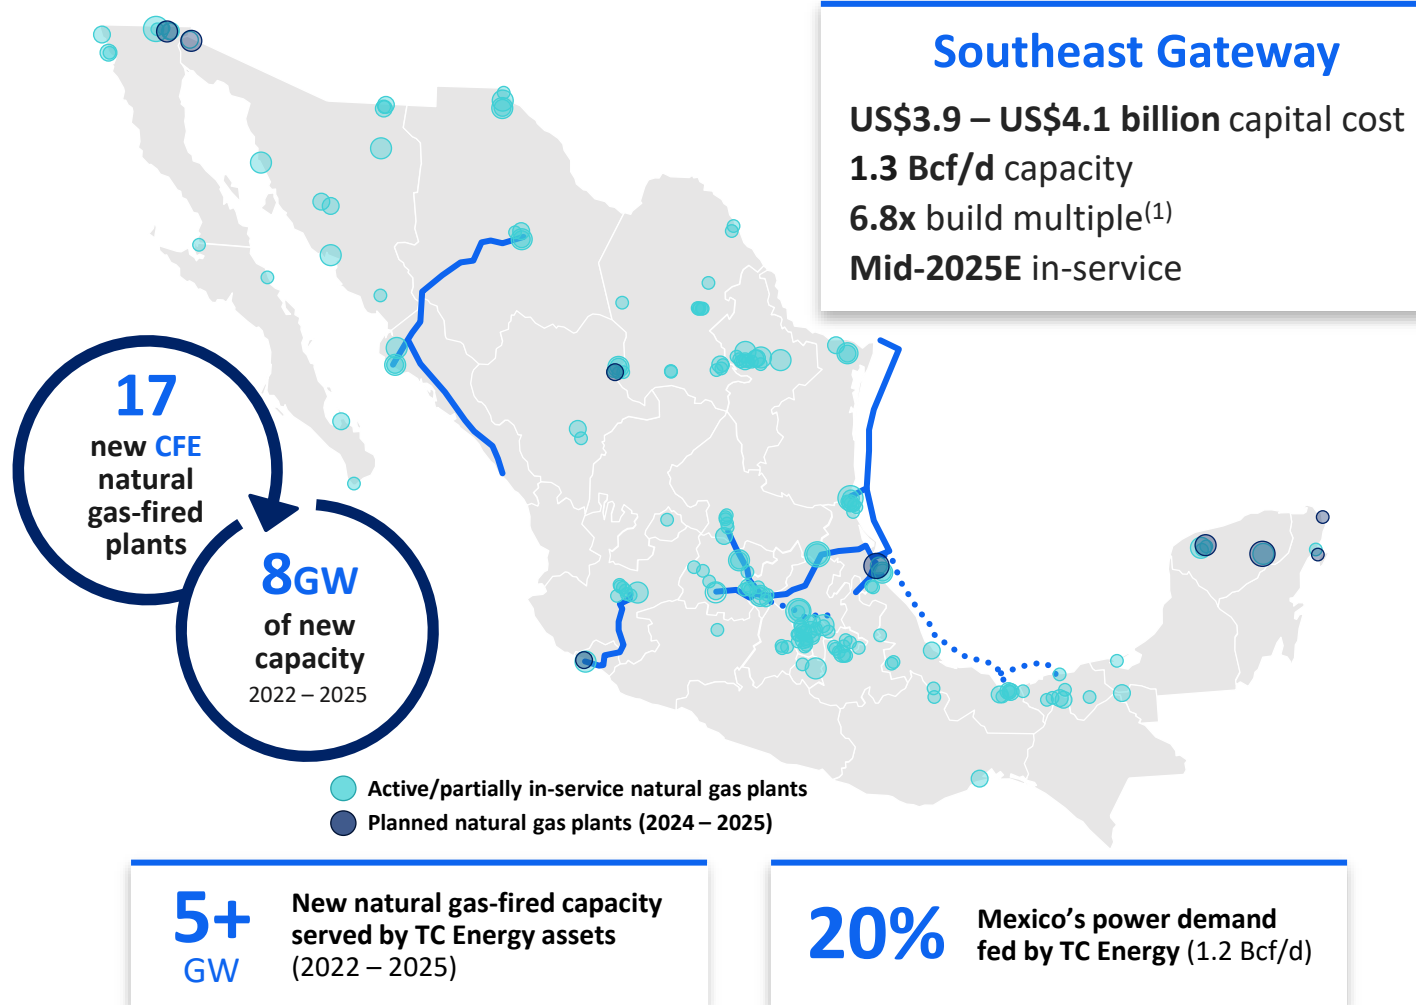 Southeast Gateway
US$3.9 – US$4.1 billion capital cost
1.3 Bcf/d capacity
6.8x build multiple(1)
Mid-2025E in-service
17
new CFE
natural
gas-fired
plants
8GW
of new
capacity
2022 – 2025
Active/partially in-service natural gas plants
Planned natural gas plants (2024 – 2025)
5+
GW
New natural gas-fired capacity
served by TC Energy assets
(2022 – 2025)
20%
Mexico’s power demand
fed by TC Energy (1.2 Bcf/d)